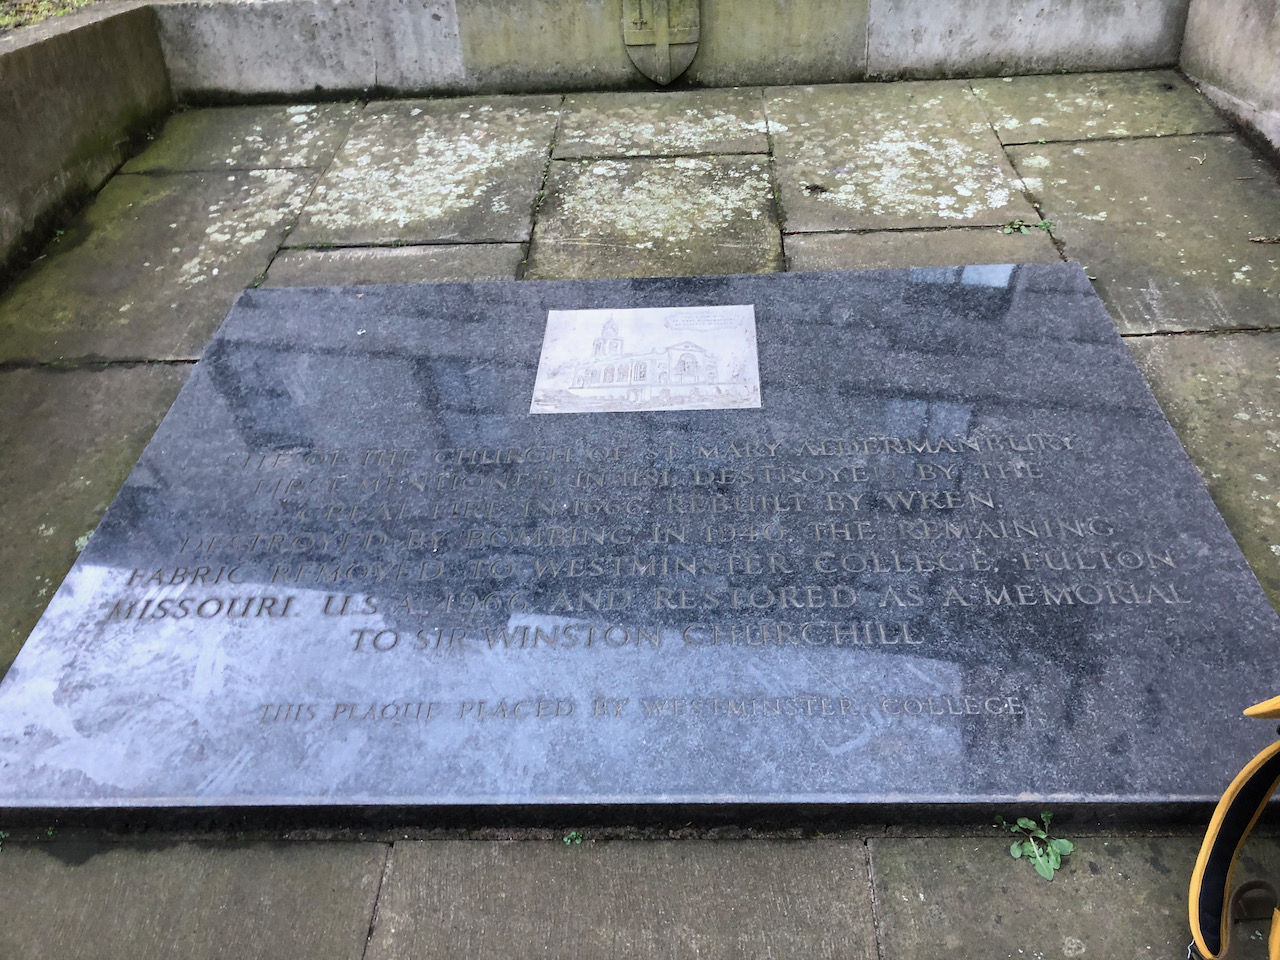 SITE OF THE CHURCH OF ST. MARY ALDERMANBURY
FIRST MENTIONED IN 1181. DESTROYED BY THE
GREAT FIRE IN 1666. REBUILT BY WREN.
DESTROYED BY BOMBING IN 1940. THE REMAINING
FABRIC REMOVED TO WESTMINSTER COLLEGE, FULTON
MISSOURI. U.S.A. 1966 AND RESTORED AS A MEMORIAL
TO SIR WINSTON CHURCHILL
THIS PLAQUE PLACED BY WESTMINSTER COLLEGE